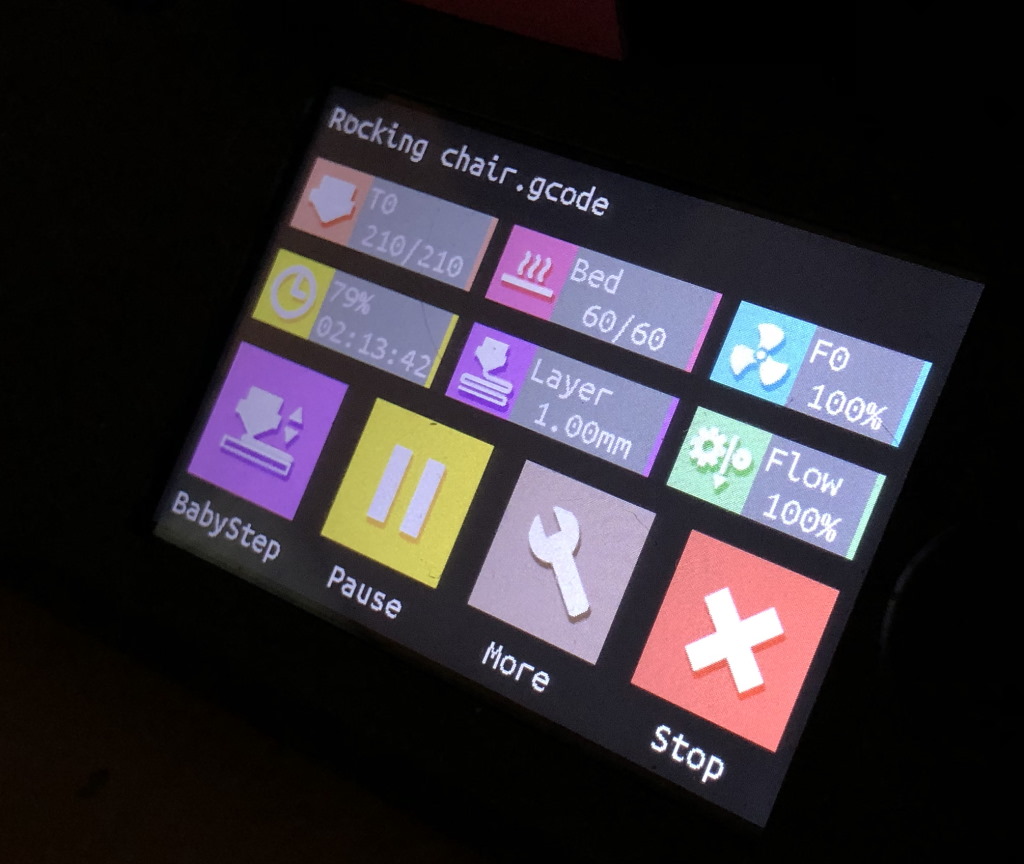 Rocking chair.gcode
T0
210/210
Bed
60/60
F0
100%
79%
02:13:42
Layer
1.00mm
Flow
100%
BabyStep
Pause
More
Stop